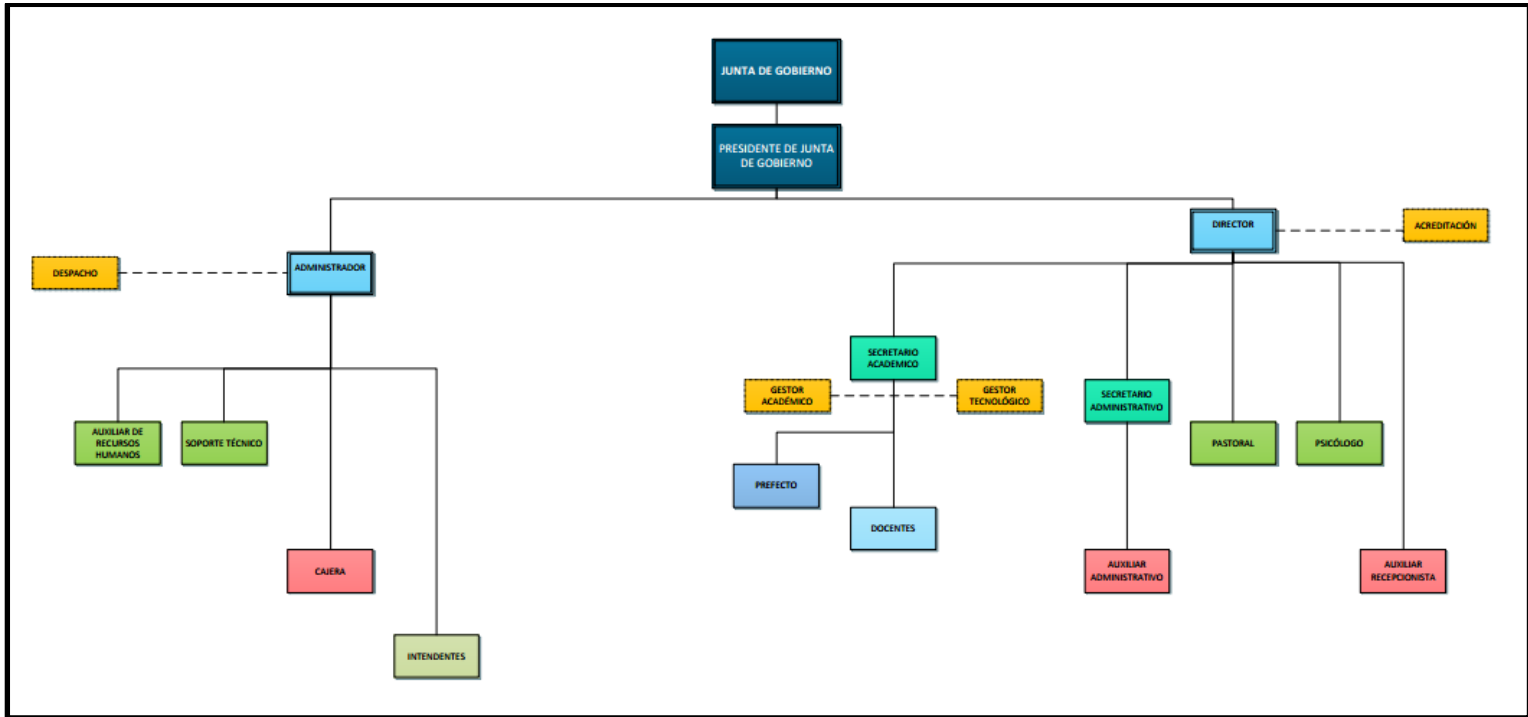 JUNTA DE GOBIERNO
PRESIDENTE DE JUNTA
DE GOBIERNO
DIRECTOR
ACREDITACIÓN
ADMINISTRADOR
DESPACHO
SECRETARIO
ACADEMICO
GESTOR
ACADÉMICO
GESTOR
TECNOLÓGICO
SECRETARIO
ADMINISTRATIVO
AUXILIAR DE
RECURSOS
HUMANOS
SOPORTE TÉCNICO
PASTORAL
PSICÓLOGO
PREFECTO
DOCENTES
CAJERA
AUXILIAR
ADMINISTRATIVO
AUXILIAR
RECEPCIONISTA
INTENDENTES